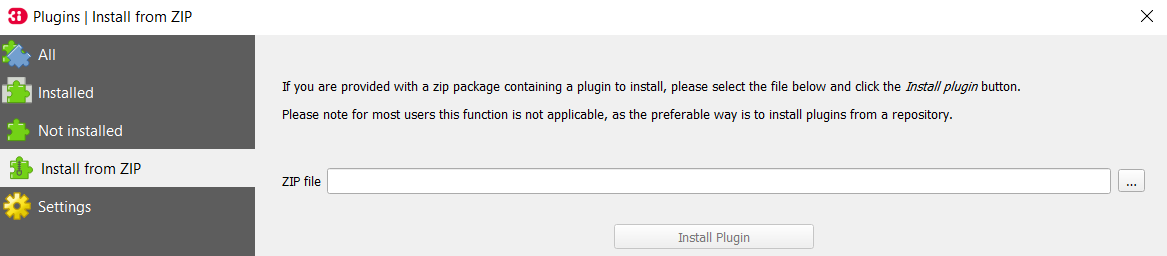 3i Plugins | Install from ZIP
All
Installed
Not installed
Install from ZIP
Settings
If you are provided with a zip package containing a plugin to install, please select the file below and click the Install plugin button.
Please note for most users this function is not applicable, as the preferable way is to install plugins from a repository.
ZIP file
...
Install Plugin